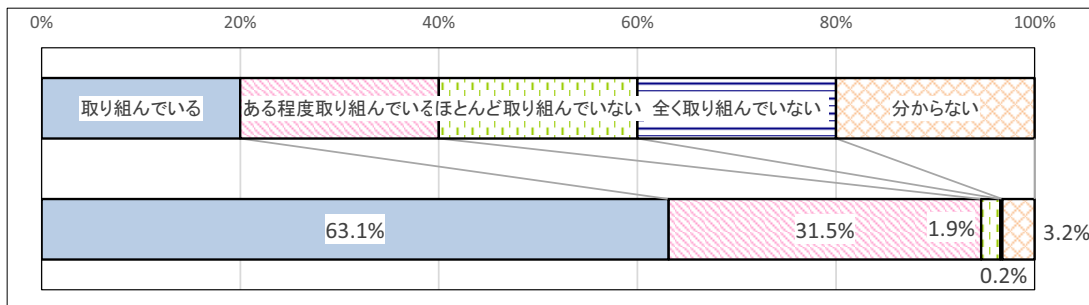 0% 20% 40% 60% 80% 100%
取り組んでいる ある程度取り組んでいる ほとんど取り組んでいない 全く取り組んでいない 分からない
63.1% 31.5% 1.9% 3.2%
0.2%